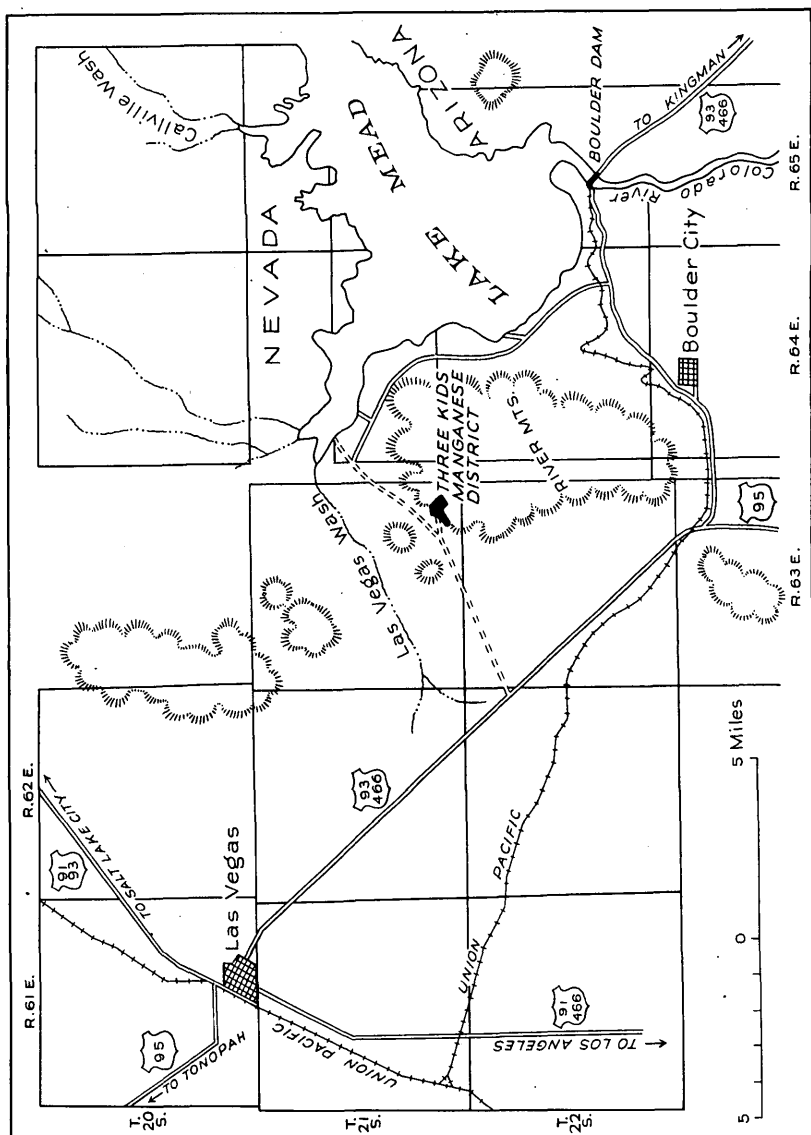 R.61 E.
R.62 E.
T.
20
S.
T.
21
S.
T.
22
S.
95
TO TONOPAH
91
93
TO SALT LAKE CITY
Las Vegas
UNION PACIFIC
91
466
TO LOS ANGELES
93
466
UNION PACIFIC
Las Vegas Wash
THREE KIDS
MANGANESE
DISTRICT
RIVER MTS
NEVADA
Callville Wash
LAKE MEAD
ARIZONA
BOULDER DAM
TO KINGMAN
93
466
Colorado
River
Boulder City
95
R.63 E.
R.64 E.
R.65 E.
5 0 5 Miles